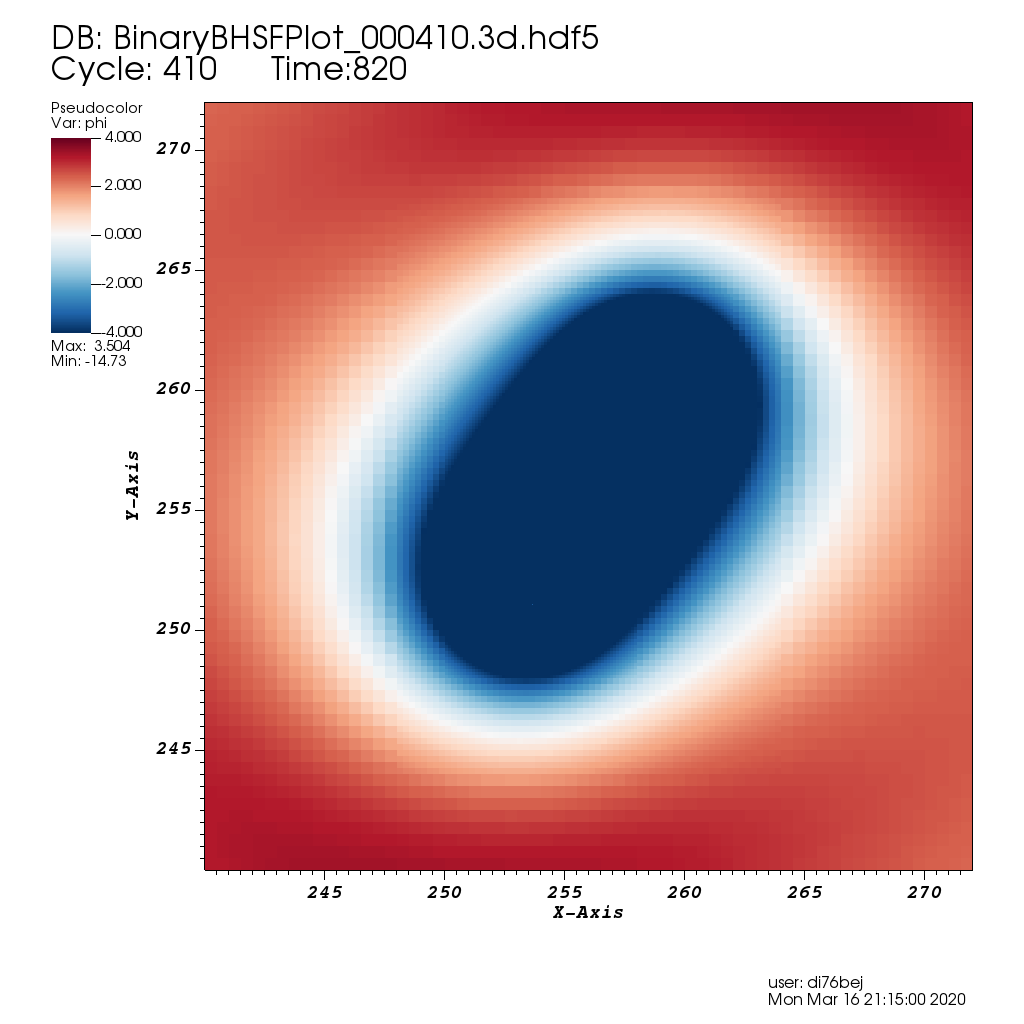 DB: BinaryBHSFPlot_000410.3d.hdf5
Cycle: 410 Time:820
Pseudocolor
Var: phi
4.000
2.000
0.000
-2.000
-4.000
Max: 3.504
Min: -14.73
270
265
260
255
250
245
Y-Axis
245 250 255 260 265 270
X-Axis
user: di76bej
Mon Mar 16 21:15:00 2020